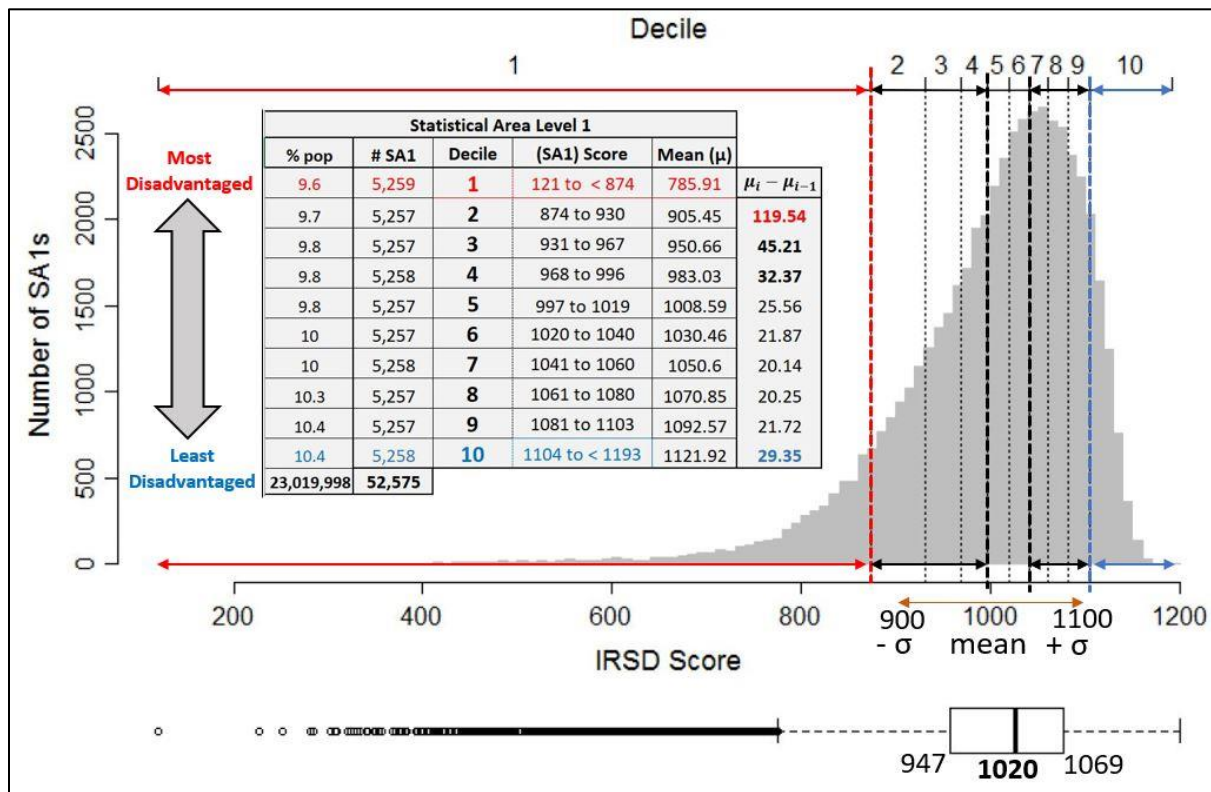 Decile
1 2 3 4 5 6 7 8 9 10
Statistical Area Level 1
% pop # SA1 Decile (SA1) Score Mean (μ)
9.6 5,259 1 121 to < 874 785.91 μᵢ − μᵢ₋₁
9.7 5,257 2 874 to 930 905.45 119.54
9.8 5,257 3 931 to 967 950.66 45.21
9.8 5,258 4 968 to 996 983.03 32.37
9.8 5,257 5 997 to 1019 1008.59 25.56
10 5,257 6 1020 to 1040 1030.46 21.87
10 5,258 7 1041 to 1060 1050.6 20.14
10.3 5,257 8 1061 to 1080 1070.85 20.25
10.4 5,257 9 1081 to 1103 1092.57 21.72
10.4 5,258 10 1104 to < 1193 1121.92 29.35
23,019,998 52,575
Most
Disadvantaged
Least
Disadvantaged
Number of SA1s
2500
2000
1500
1000
500
0
200 400 600 800 1000 1200
900 1100
- σ mean + σ
IRSD Score
947 1020 1069